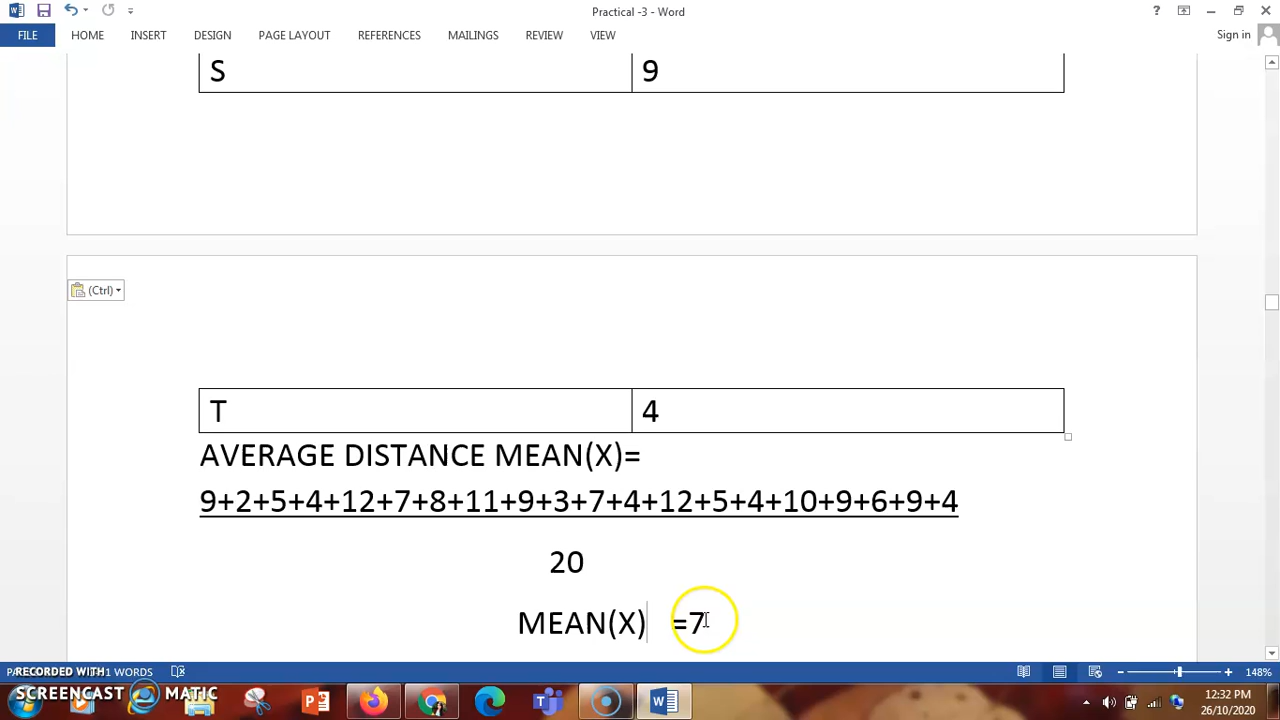 Practical -3 - Word
?
FILE HOME INSERT DESIGN PAGE LAYOUT REFERENCES MAILINGS REVIEW VIEW Sign in
S 9
(Ctrl)
T 4
AVERAGE DISTANCE MEAN(X)=
9+2+5+4+12+7+8+11+9+3+7+4+12+5+4+10+9+6+9+4
20
MEAN(X) =7
RECORDED WITH
1 WORDS
148%
SCREENCAST MATIC
12:32 PM
26/10/2020